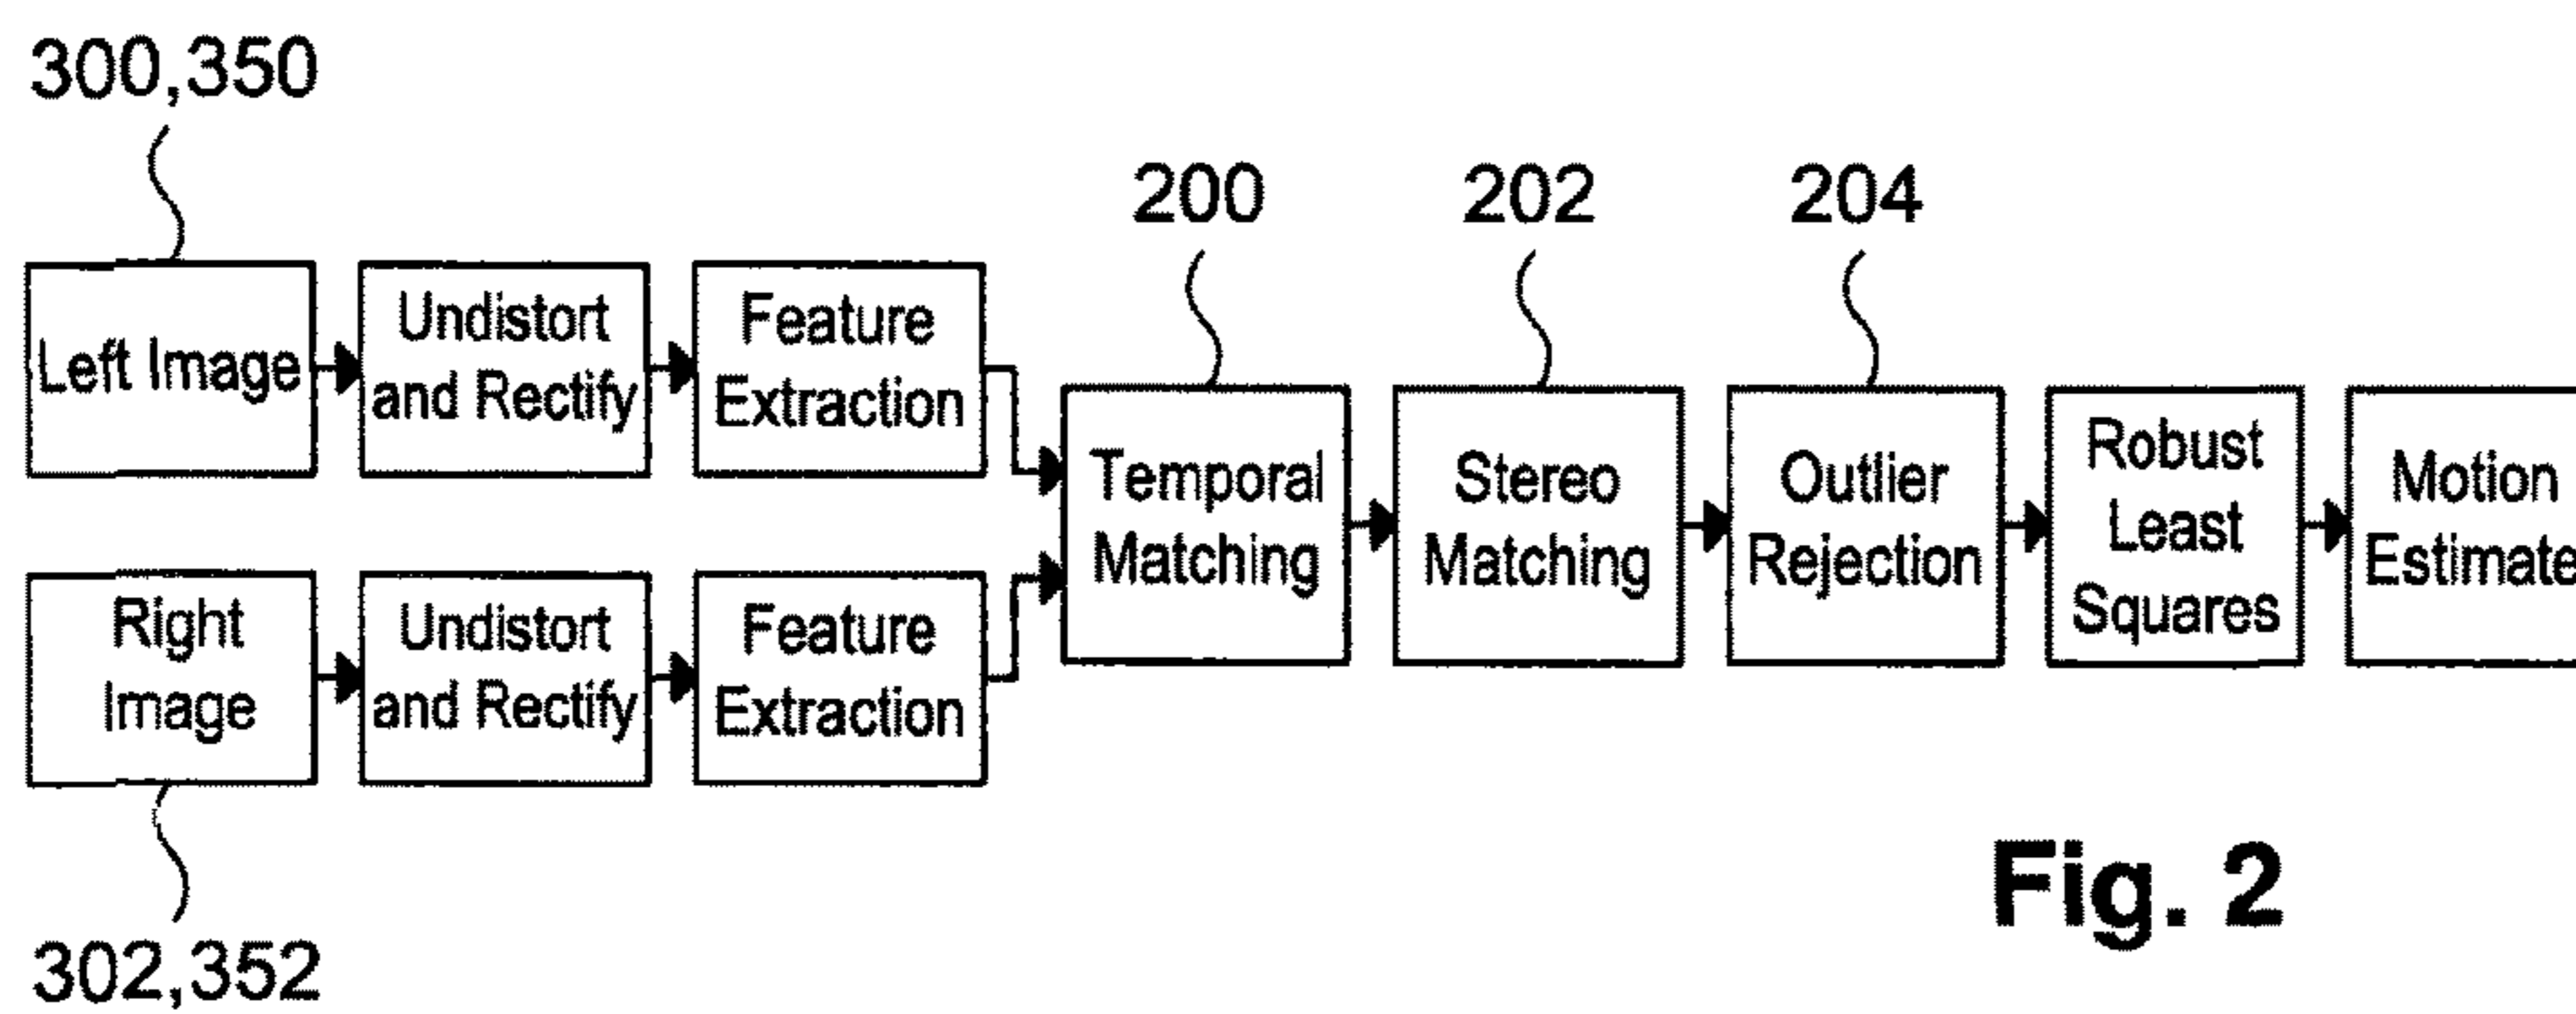 300,350
200
202
204
Left Image
Undistort
and Rectify
Feature
Extraction
Temporal
Matching
Stereo
Matching
Outlier
Rejection
Robust
Least
Squares
Motion
Estimate
Right
Image
Undistort
and Rectify
Feature
Extraction
302,352
Fig. 2